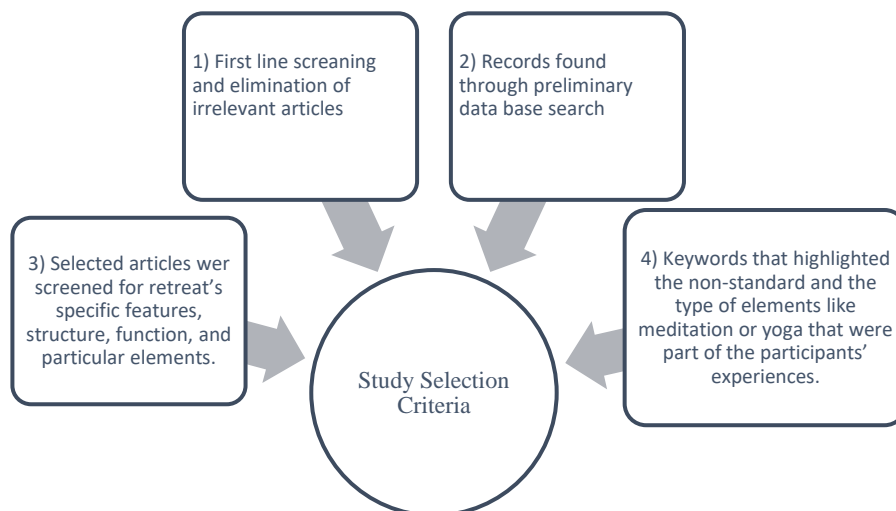 1) First line screaning
and elimination of
irrelevant articles
2) Records found
through preliminary
data base search
3) Selected articles wer
screened for retreat’s
specific features,
structure, function, and
particular elements.
4) Keywords that highlighted
the non-standard and the
type of elements like
meditation or yoga that were
part of the participants’
experiences.
Study Selection
Criteria